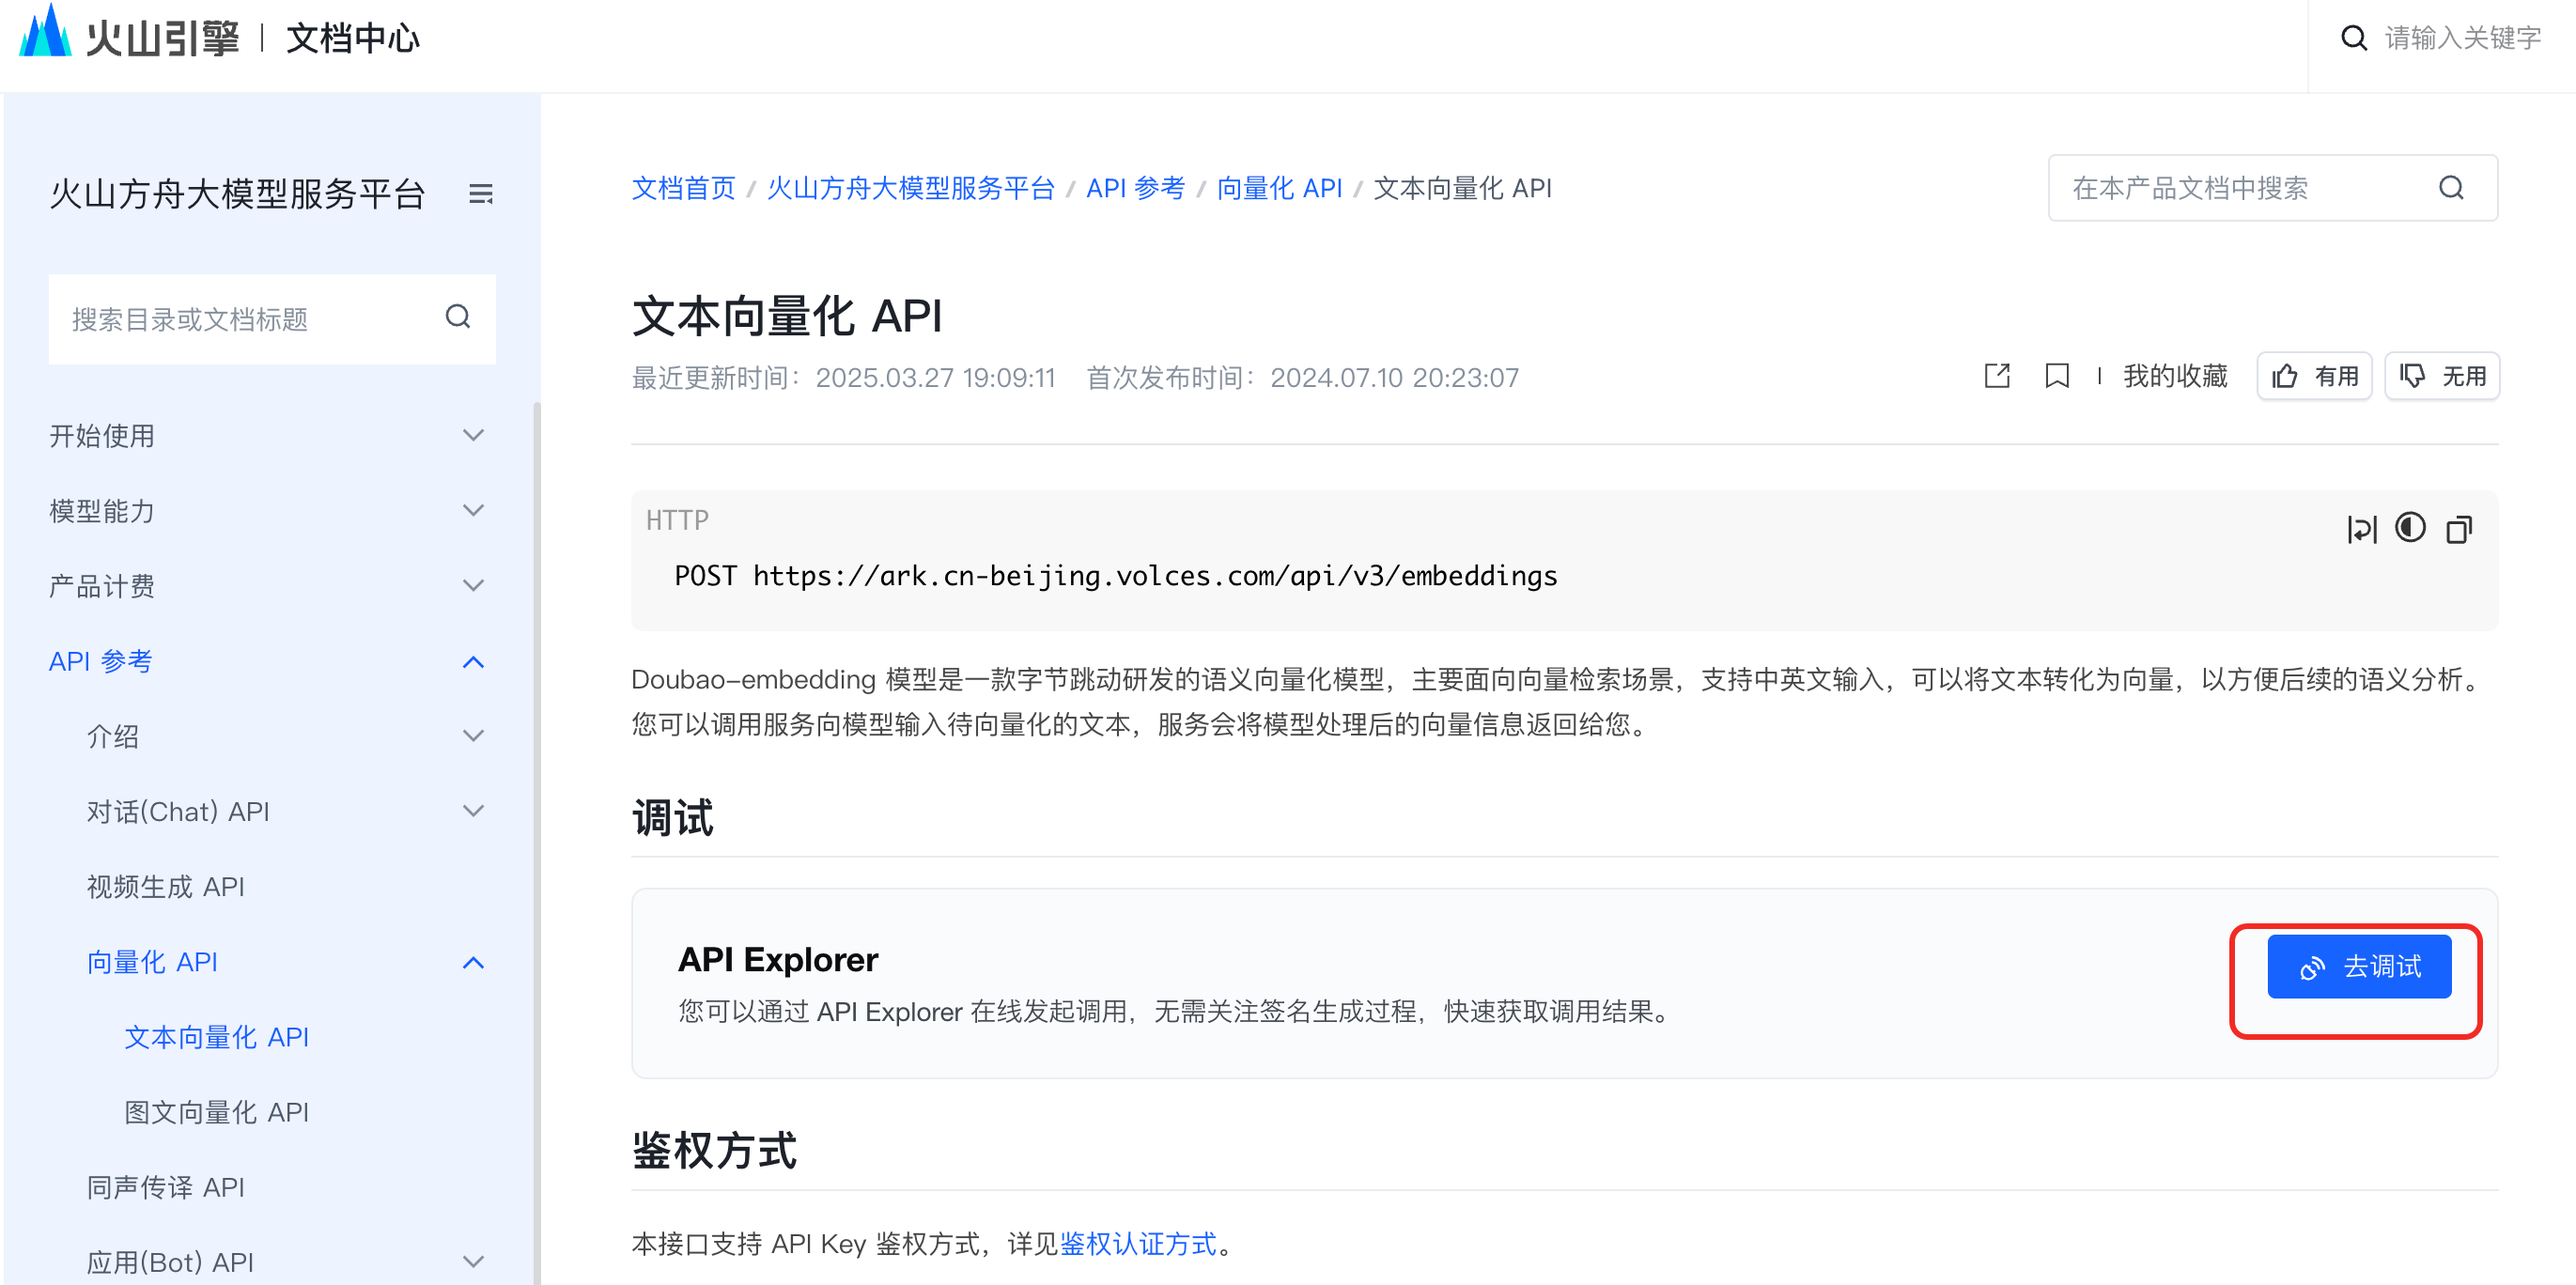 火山引擎 | 文档中心
请输入关键字
火山方舟大模型服务平台
搜索目录或文档标题
开始使用
模型能力
产品计费
API 参考
介绍
对话(Chat) API
视频生成 API
向量化 API
文本向量化 API
图文向量化 API
同声传译 API
应用(Bot) API
文档首页 / 火山方舟大模型服务平台 / API 参考 / 向量化 API / 文本向量化 API
在本产品文档中搜索
文本向量化 API
最近更新时间：2025.03.27 19:09:11 首次发布时间：2024.07.10 20:23:07
我的收藏 有用 无用
HTTP
POST https://ark.cn-beijing.volces.com/api/v3/embeddings
Doubao-embedding 模型是一款字节跳动研发的语义向量化模型，主要面向向量检索场景，支持中英文输入，可以将文本转化为向量，以方便后续的语义分析。
您可以调用服务向模型输入待向量化的文本，服务会将模型处理后的向量信息返回给您。
调试
API Explorer
您可以通过 API Explorer 在线发起调用，无需关注签名生成过程，快速获取调用结果。
去调试
鉴权方式
本接口支持 API Key 鉴权方式，详见鉴权认证方式。